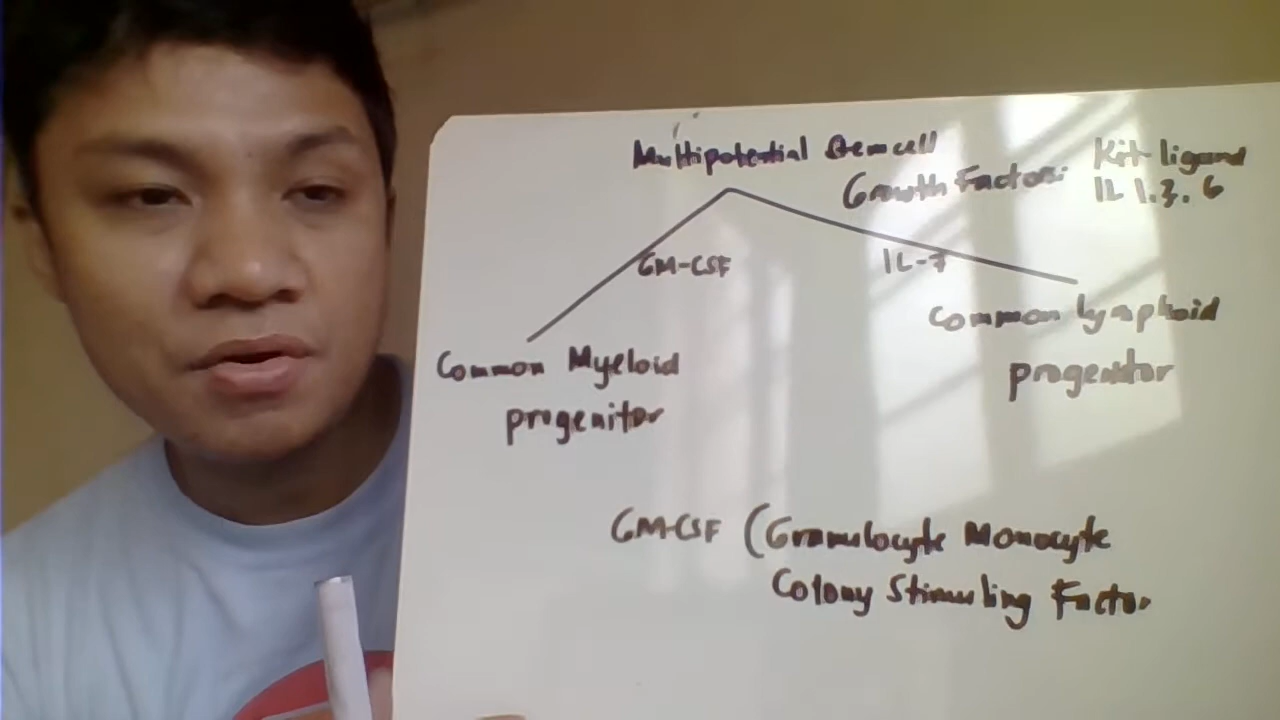 Multipotential Stem cell
Growth Factors: Kit-ligand
IL 1.3.6
GM-CSF
IL-7
Common Lymphoid
progenitor
Common Myeloid
progenitor
GM-CSF (Granulocyte Monocyte
Colony Stimuling Factor